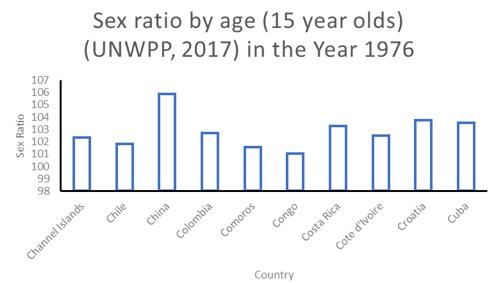 Sex ratio by age (15 year olds)
(UNWPP, 2017) in the Year 1976
Sex Ratio
107
106
105
104
103
102
101
100
99
98
Channel Islands
Chile
China
Colombia
Comoros
Congo
Costa Rica
Cote d'Ivoire
Croatia
Cuba
Country